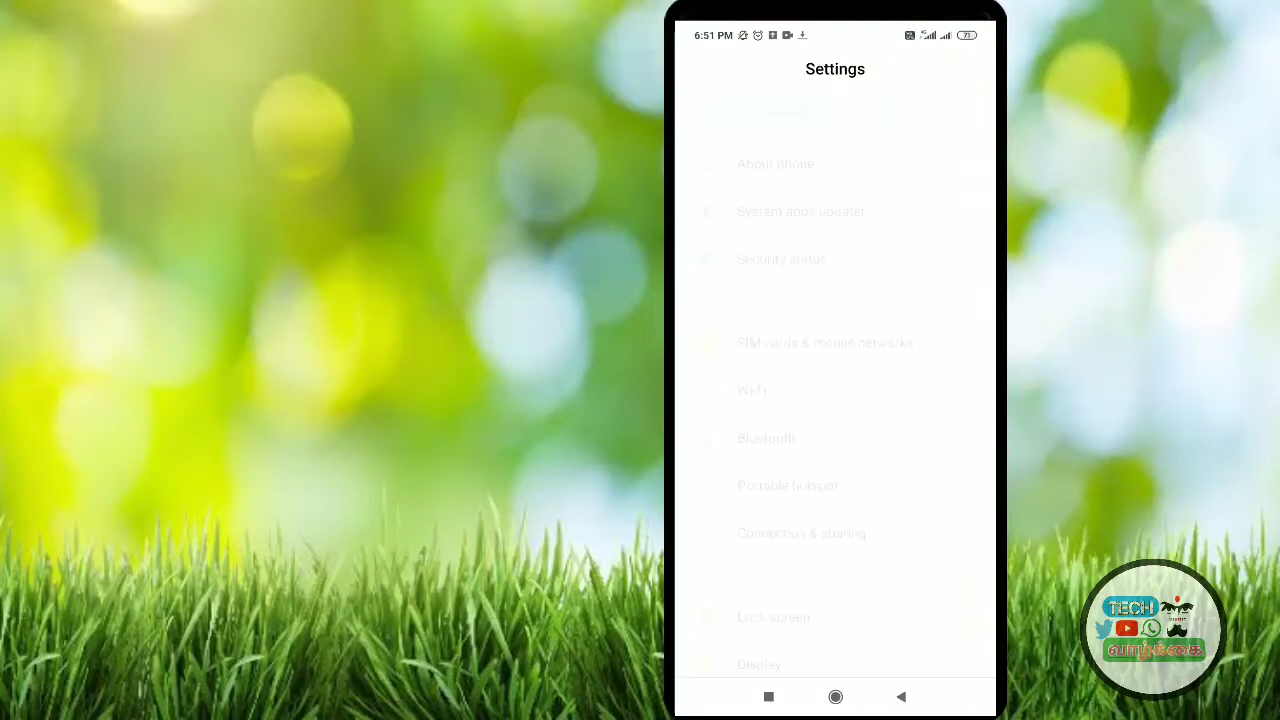 6:51 PM
71
Settings
About phone
System apps updater
Security status
SIM cards & mobile networks
Wi-Fi
Bluetooth
Portable hotspot
Connection & sharing
Lock screen
Display
TECH
வாழ்க்கை